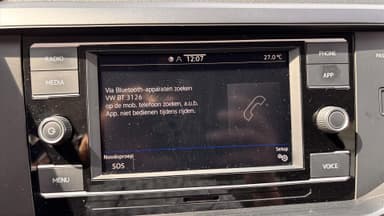 RADIO
MEDIA
MENU
A 12:07
27.0 °C
Via Bluetooth-apparaten zoeken
VW BT 3126
op de mob. telefoon zoeken, a.u.b.
App. niet bedienen tijdens rijden.
Noodoproep
SOS
Setup
PHONE
APP
VOICE